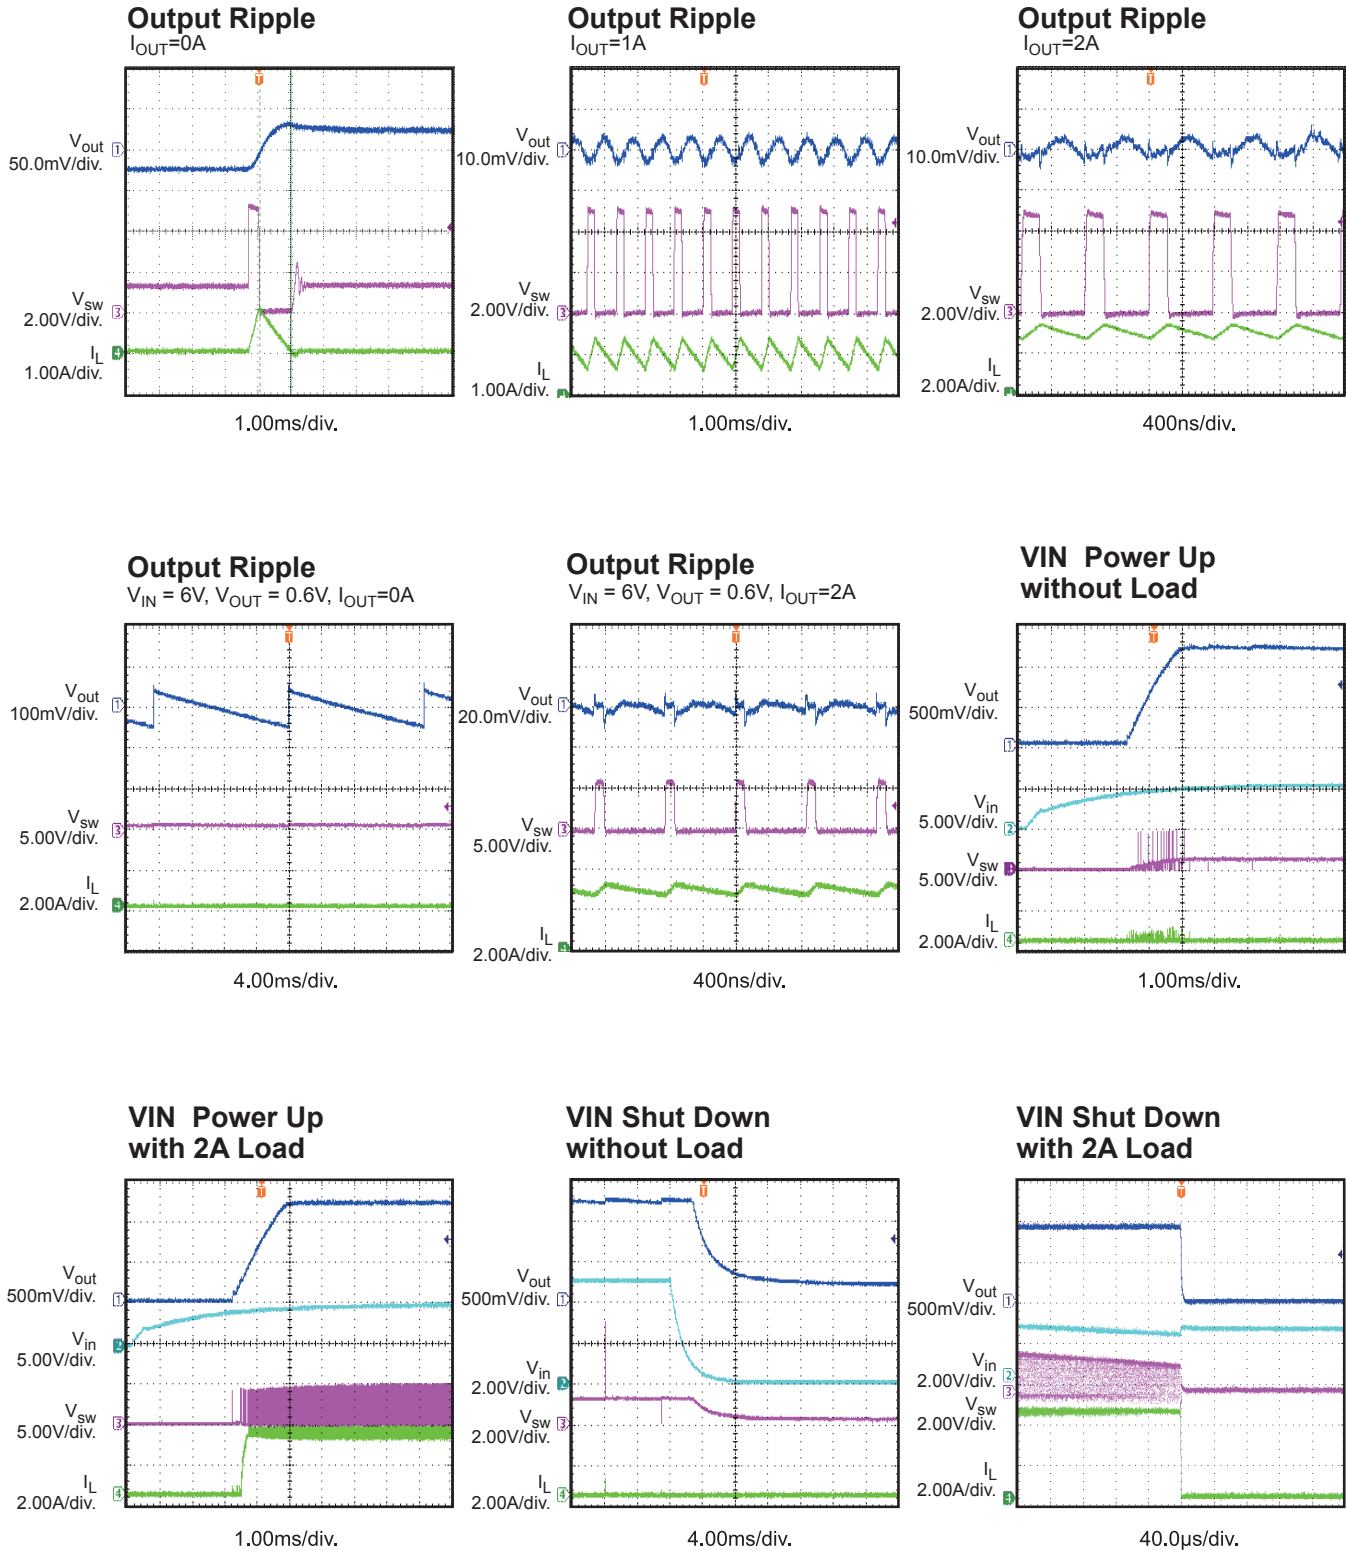 Output Ripple
IOUT=0A
Vout
50.0mV/div.
Vsw
2.00V/div.
IL
1.00A/div.
1.00ms/div.
Output Ripple
IOUT=1A
Vout
10.0mV/div.
Vsw
2.00V/div.
IL
1.00A/div.
1.00ms/div.
Output Ripple
IOUT=2A
Vout
10.0mV/div.
Vsw
2.00V/div.
IL
2.00A/div.
400ns/div.
Output Ripple
VIN = 6V, VOUT = 0.6V, IOUT=0A
Vout
100mV/div.
Vsw
5.00V/div.
IL
2.00A/div.
4.00ms/div.
Output Ripple
VIN = 6V, VOUT = 0.6V, IOUT=2A
Vout
20.0mV/div.
Vsw
5.00V/div.
IL
2.00A/div.
400ns/div.
VIN Power Up
without Load
Vout
500mV/div.
Vin
5.00V/div.
Vsw
5.00V/div.
IL
2.00A/div.
1.00ms/div.
VIN Power Up
with 2A Load
Vout
500mV/div.
Vin
5.00V/div.
Vsw
5.00V/div.
IL
2.00A/div.
1.00ms/div.
VIN Shut Down
without Load
Vout
500mV/div.
Vin
2.00V/div.
Vsw
2.00V/div.
IL
2.00A/div.
4.00ms/div.
VIN Shut Down
with 2A Load
Vout
500mV/div.
Vin
2.00V/div.
Vsw
2.00V/div.
IL
2.00A/div.
40.0µs/div.